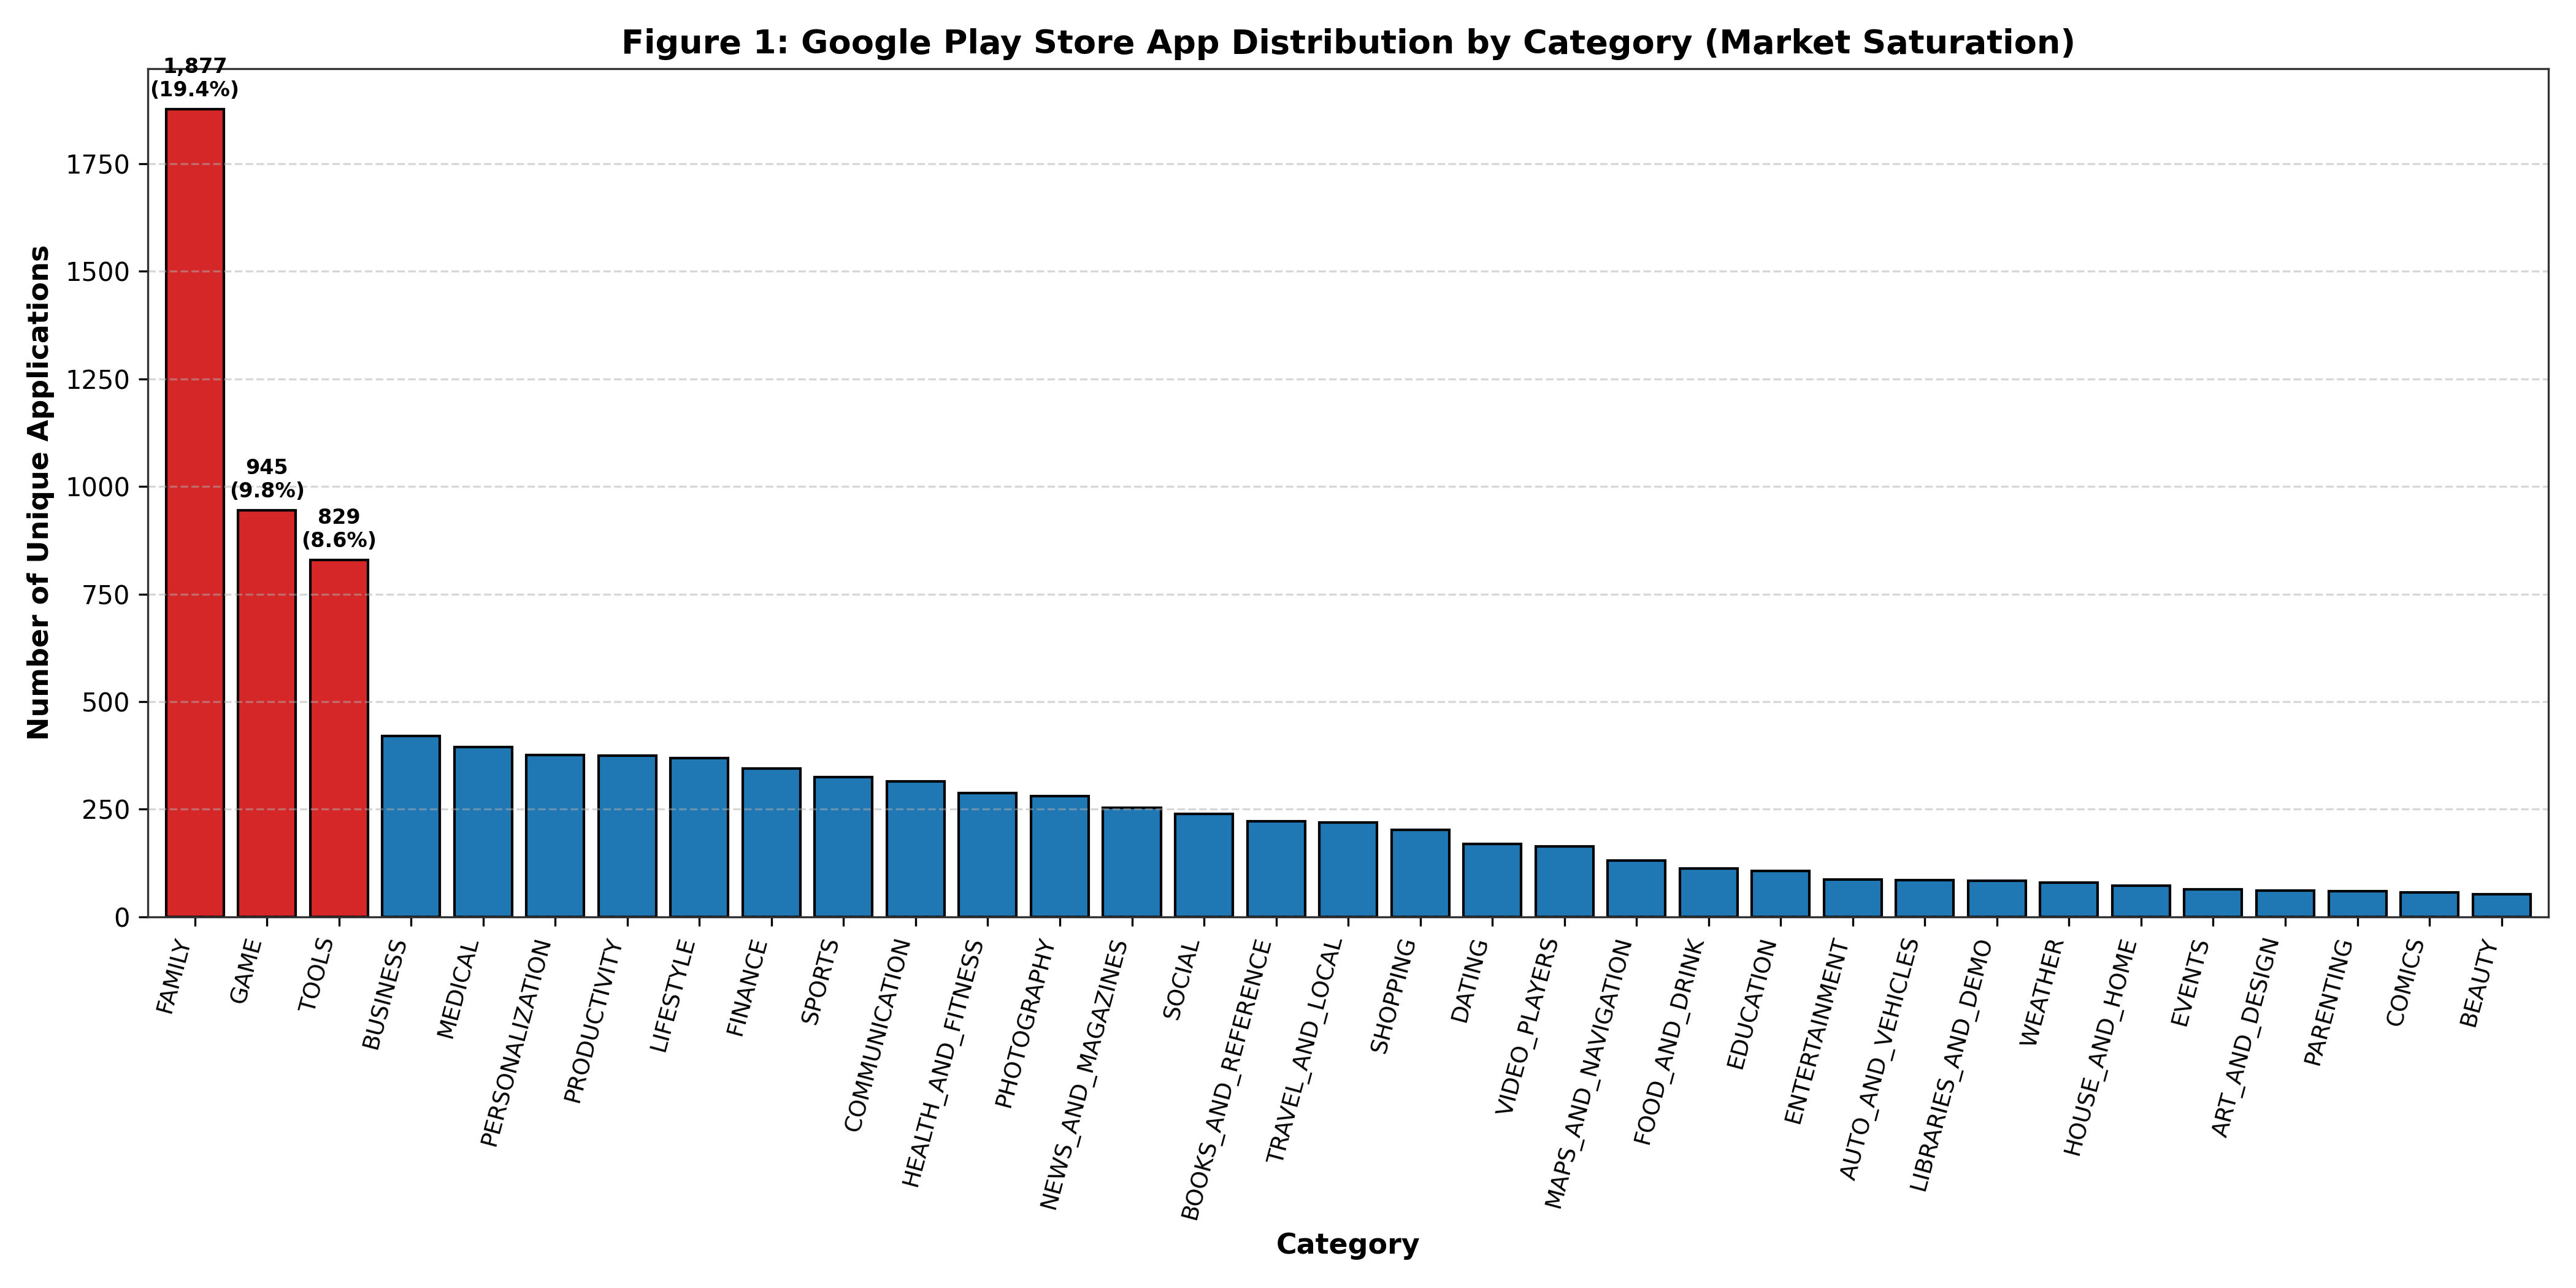 Figure 1: Google Play Store App Distribution by Category (Market Saturation)
1,877
(19.4%)
945
(9.8%)
829
(8.6%)
Number of Unique Applications
1750
1500
1250
1000
750
500
250
0
FAMILY
GAME
TOOLS
BUSINESS
MEDICAL
PERSONALIZATION
PRODUCTIVITY
LIFESTYLE
FINANCE
SPORTS
COMMUNICATION
HEALTH_AND_FITNESS
PHOTOGRAPHY
NEWS_AND_MAGAZINES
SOCIAL
BOOKS_AND_REFERENCE
TRAVEL_AND_LOCAL
SHOPPING
DATING
VIDEO_PLAYERS
MAPS_AND_NAVIGATION
FOOD_AND_DRINK
EDUCATION
ENTERTAINMENT
AUTO_AND_VEHICLES
LIBRARIES_AND_DEMO
WEATHER
HOUSE_AND_HOME
EVENTS
ART_AND_DESIGN
PARENTING
COMICS
BEAUTY
Category